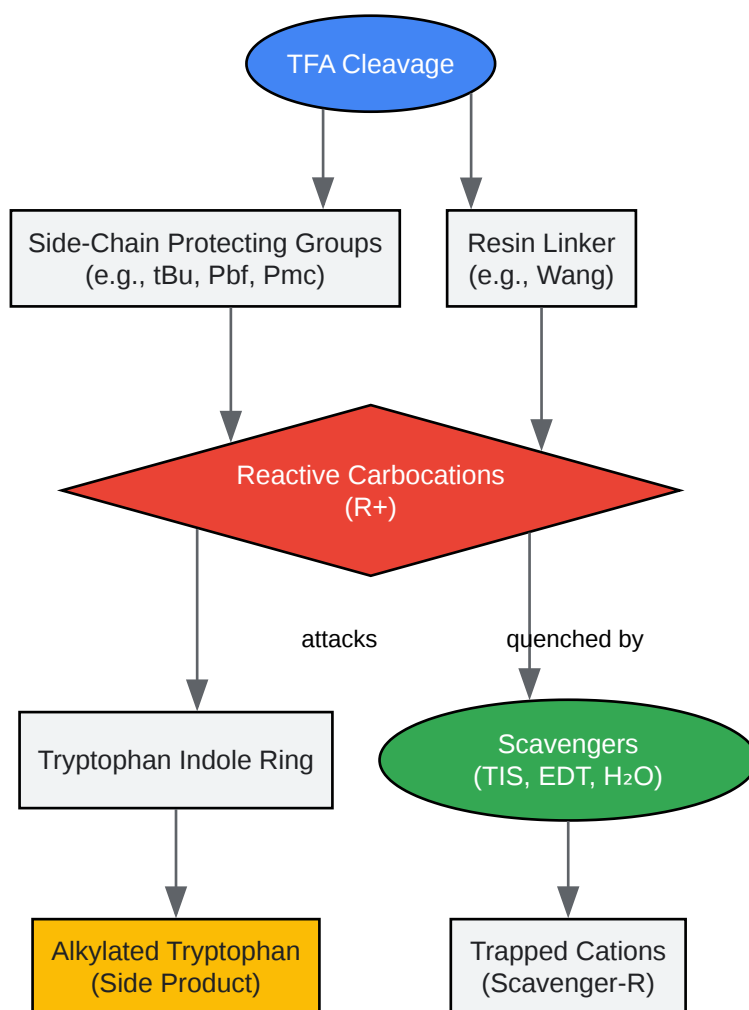 TFA Cleavage
Side-Chain Protecting Groups
(e.g., tBu, Pbf, Pmc)
Resin Linker
(e.g., Wang)
Reactive Carbocations
(R+)
attacks
quenched by
Tryptophan Indole Ring
Scavengers
(TIS, EDT, H₂O)
Alkylated Tryptophan
(Side Product)
Trapped Cations
(Scavenger-R)